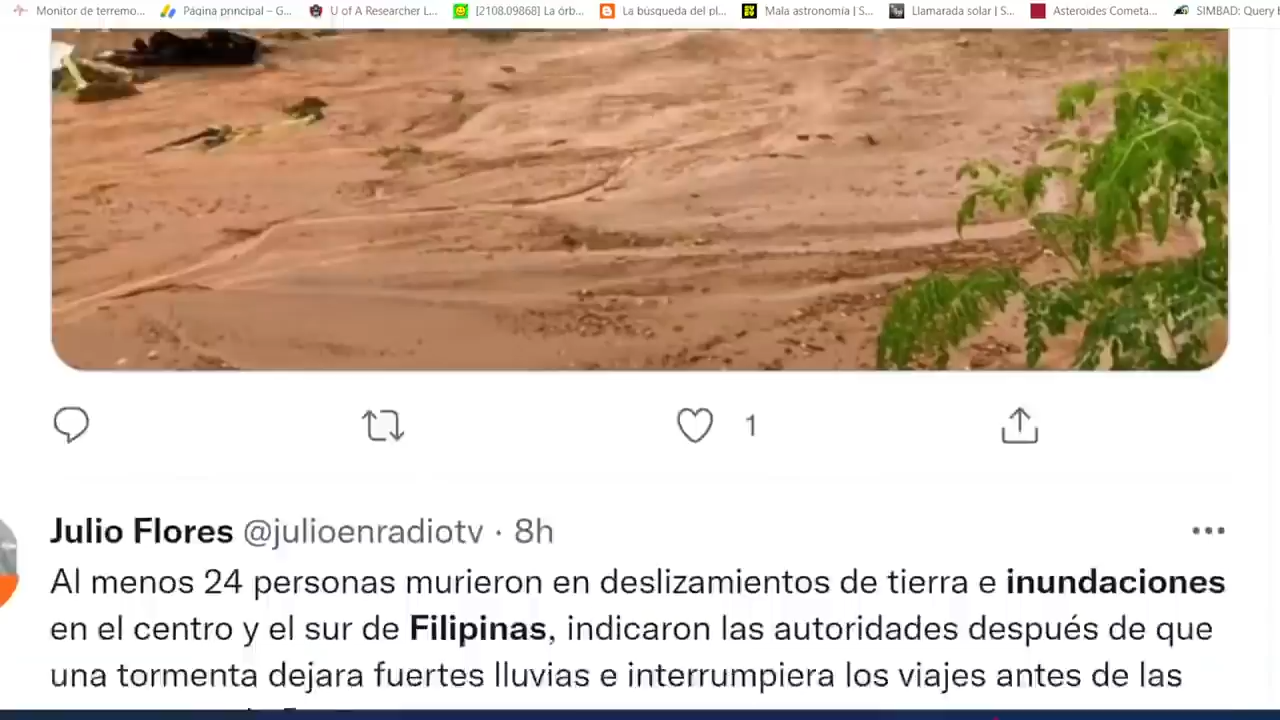 Monitor de terremo... Página principal – G... U of A Researcher L... [2108.09868] La órb... La búsqueda del pl... Mala astronomía | S... Llamarada solar | S... Asteroides Cometa... SIMBAD: Query
1
Julio Flores @julioenradiotv · 8h
Al menos 24 personas murieron en deslizamientos de tierra e inundaciones
en el centro y el sur de Filipinas, indicaron las autoridades después de que
una tormenta dejara fuertes lluvias e interrumpiera los viajes antes de las